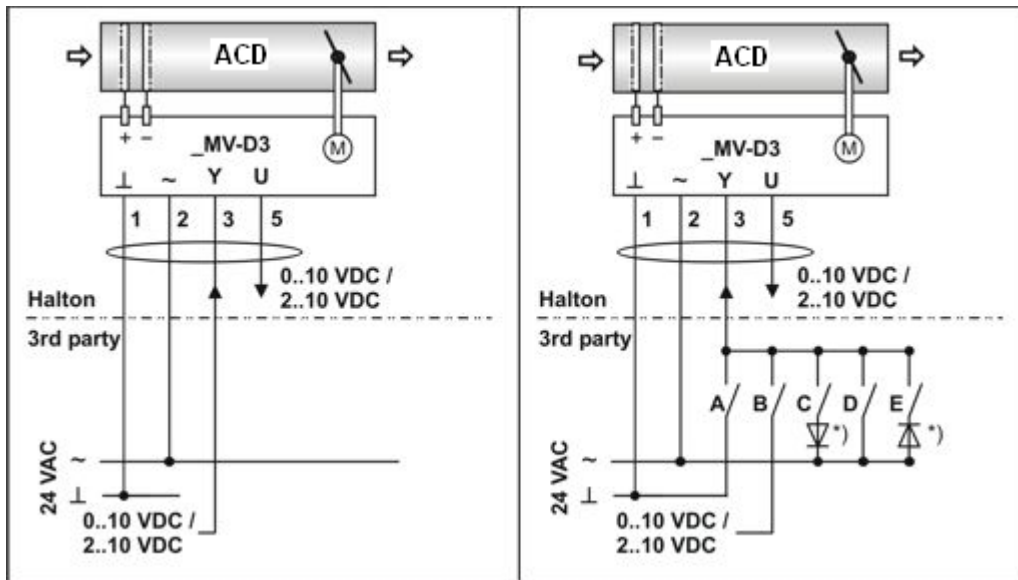 ACD
+ −
M
_MV-D3
⊥ ~ Y U
1 2 3 5
0..10 VDC /
2..10 VDC
Halton
3rd party
24 VAC
~
⊥
0..10 VDC /
2..10 VDC
ACD
+ −
M
_MV-D3
⊥ ~ Y U
1 2 3 5
0..10 VDC /
2..10 VDC
Halton
3rd party
A B C D E
*) *)
24 VAC
~
⊥
0..10 VDC /
2..10 VDC